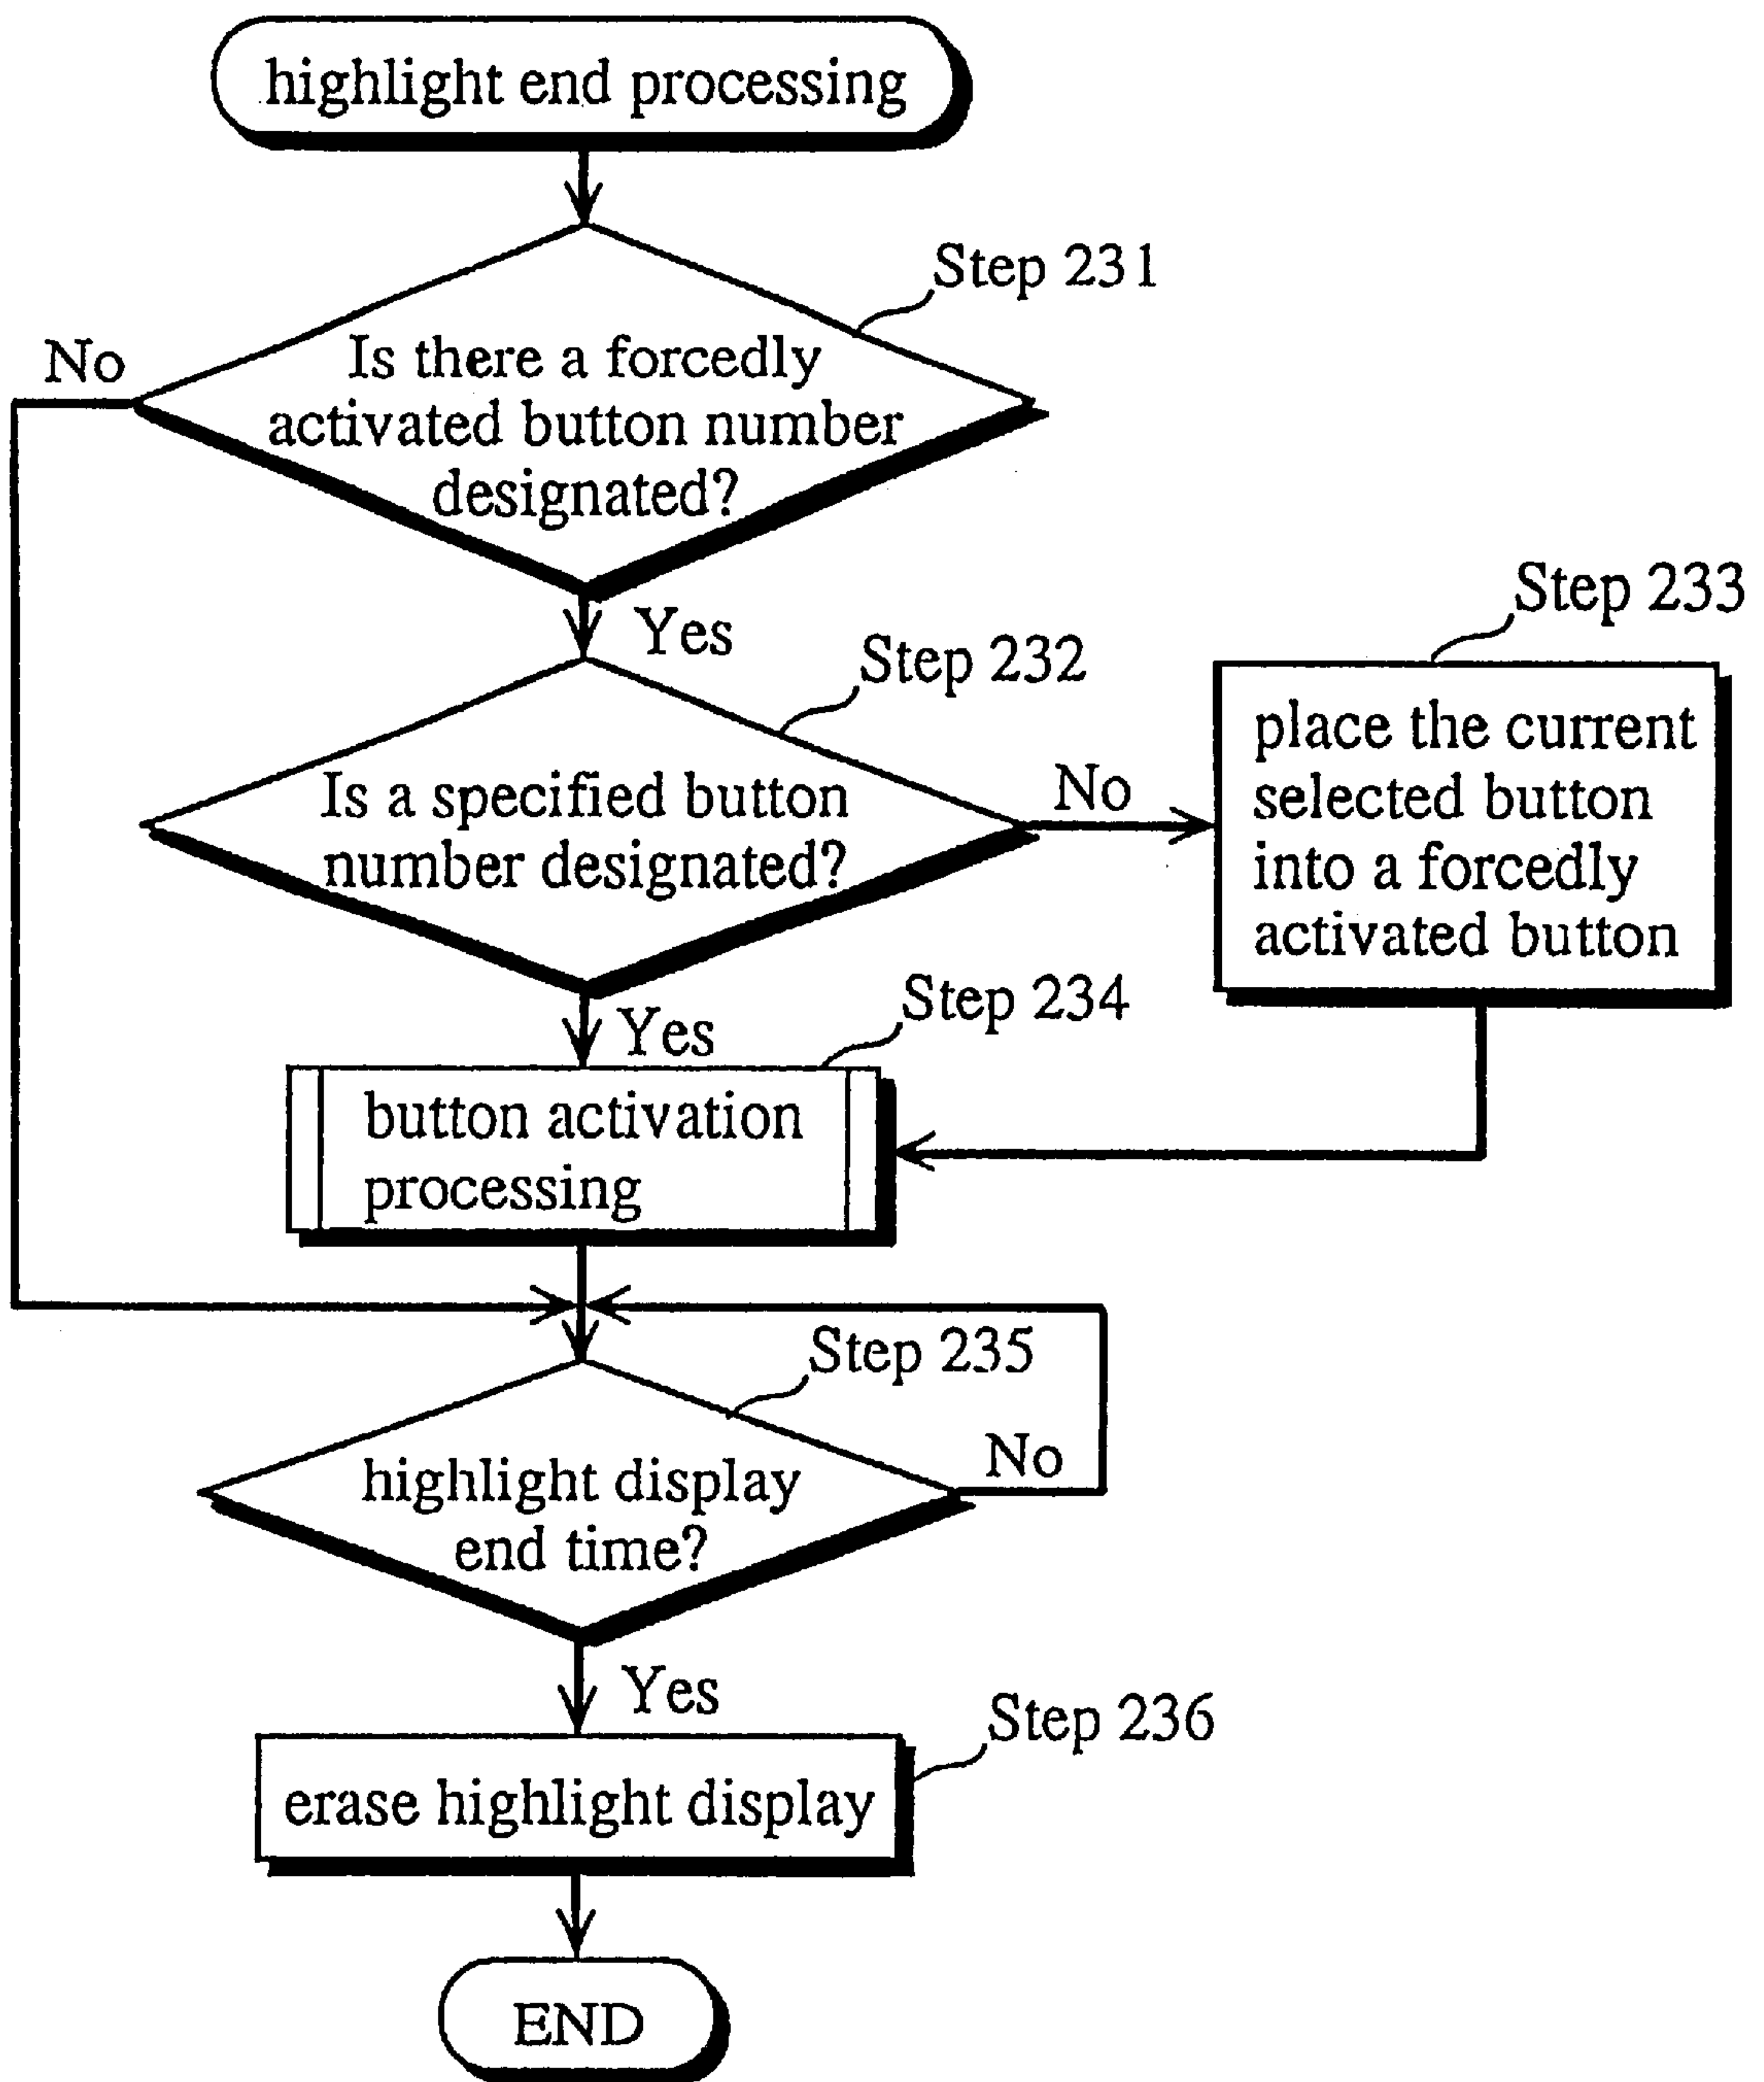 highlight end processing
Step 231
No
Is there a forcedly
activated button number
designated?
Yes
Step 232
Is a specified button
number designated?
No
Step 233
place the current
selected button
into a forcedly
activated button
Yes
Step 234
button activation
processing
Step 235
highlight display
end time?
No
Yes
Step 236
erase highlight display
END